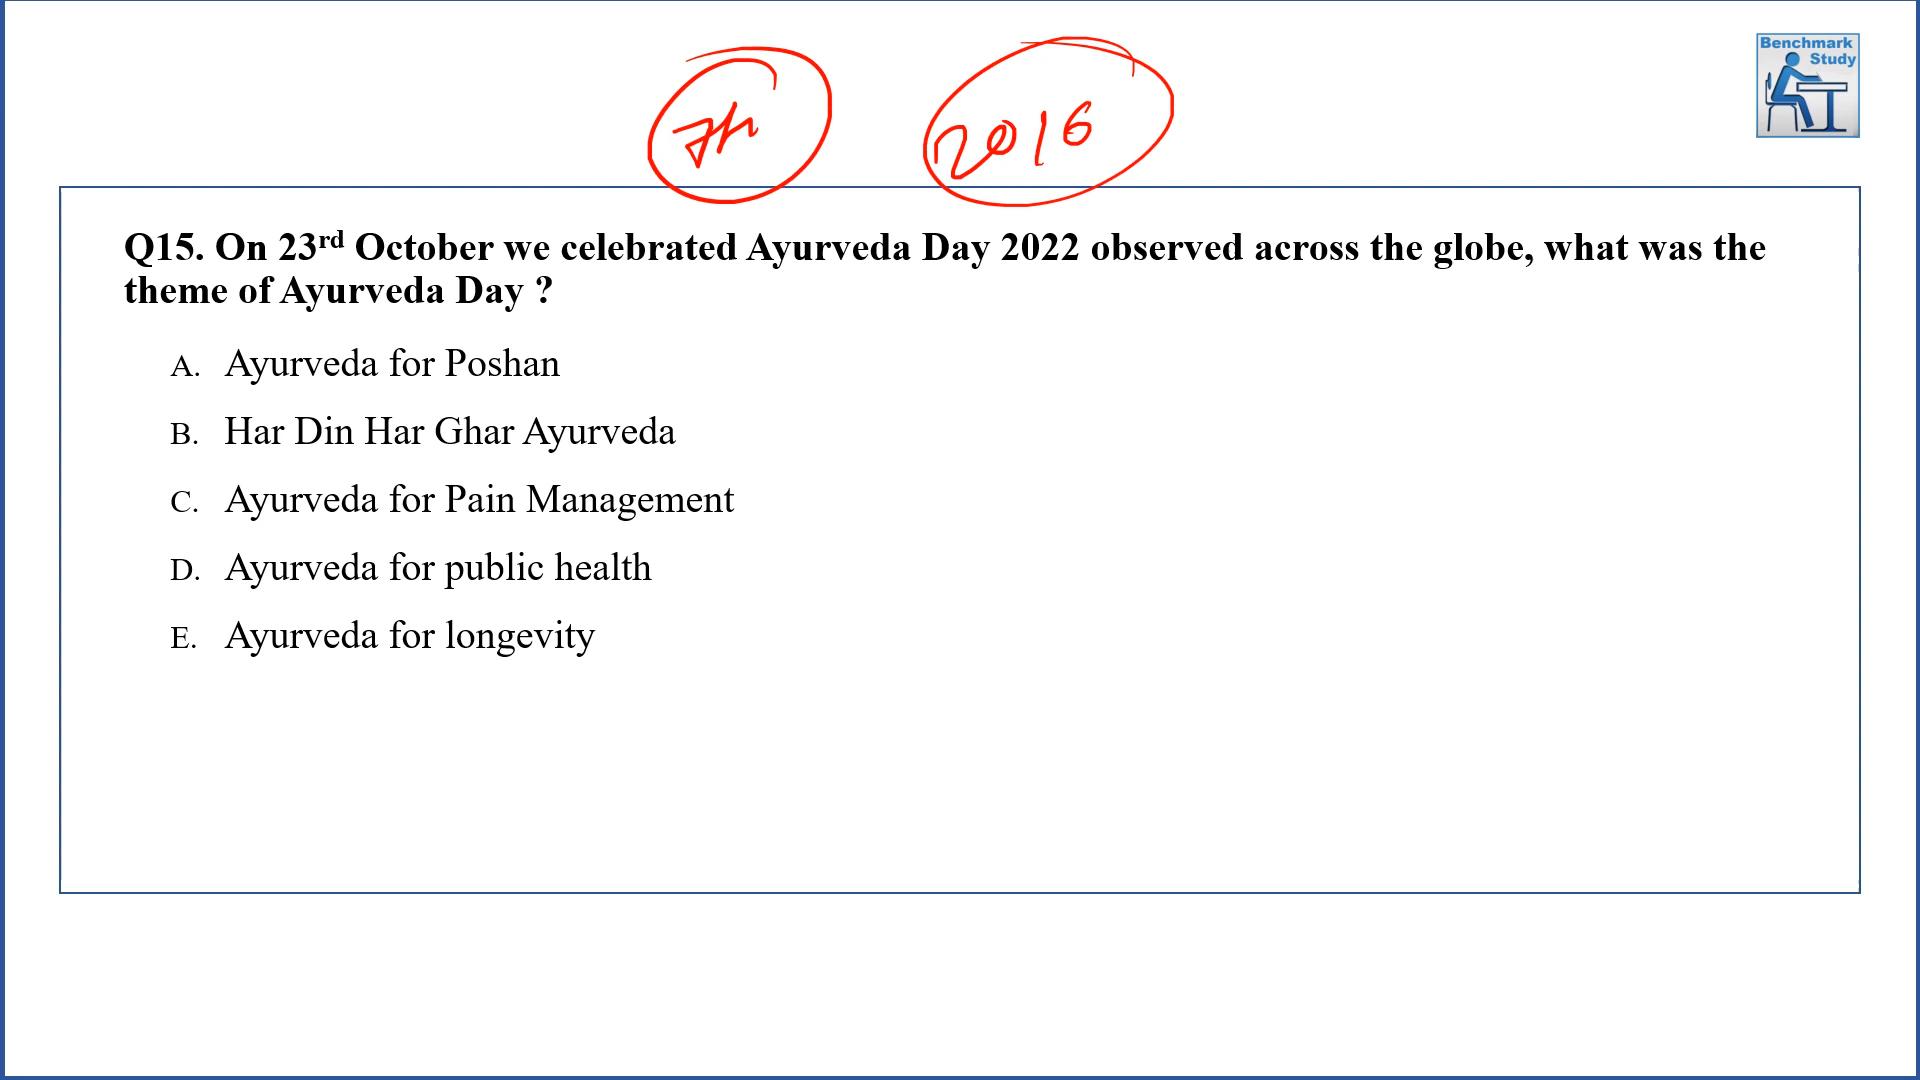 Benchmark
Study
7th 2016
Q15. On 23rd October we celebrated Ayurveda Day 2022 observed across the globe, what was the
theme of Ayurveda Day ?
A. Ayurveda for Poshan
B. Har Din Har Ghar Ayurveda
C. Ayurveda for Pain Management
D. Ayurveda for public health
E. Ayurveda for longevity